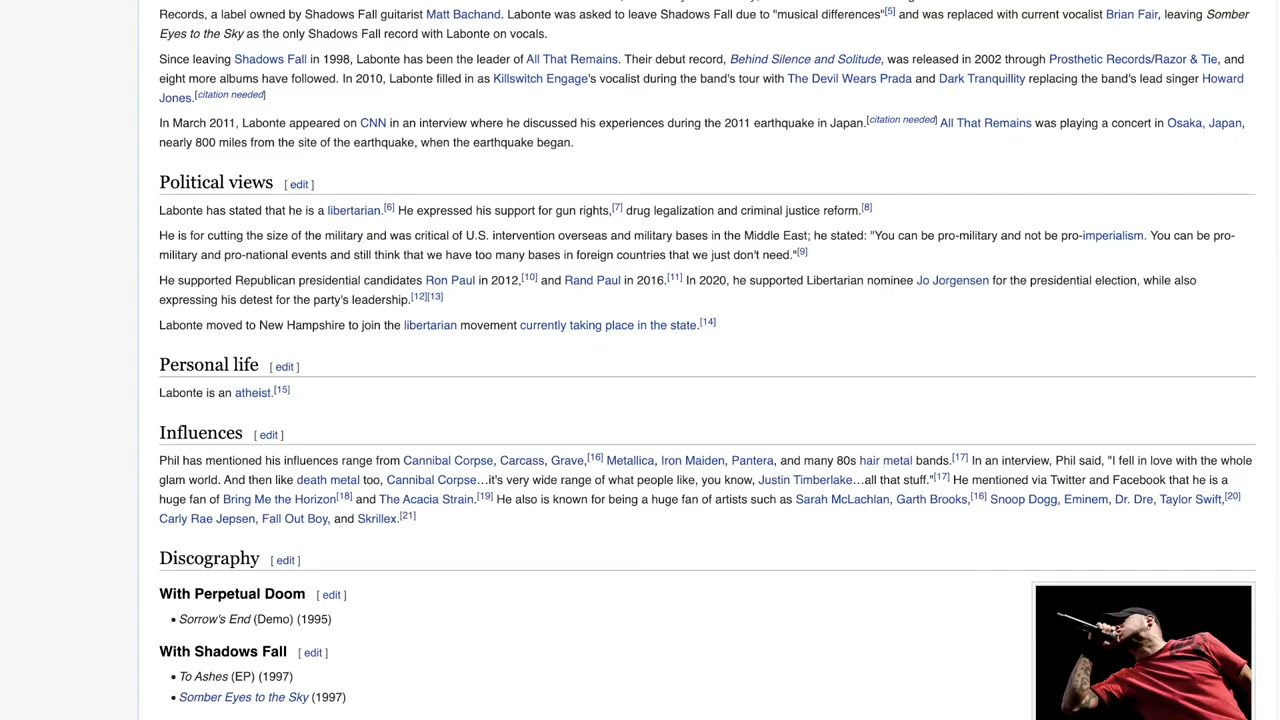 Records, a label owned by Shadows Fall guitarist Matt Bachand. Labonte was asked to leave Shadows Fall due to "musical differences"[5] and was replaced with current vocalist Brian Fair, leaving Somber
Eyes to the Sky as the only Shadows Fall record with Labonte on vocals.
Since leaving Shadows Fall in 1998, Labonte has been the leader of All That Remains. Their debut record, Behind Silence and Solitude, was released in 2002 through Prosthetic Records/Razor & Tie, and
eight more albums have followed. In 2010, Labonte filled in as Killswitch Engage's vocalist during the band's tour with The Devil Wears Prada and Dark Tranquillity replacing the band's lead singer Howard
Jones.[citation needed]
In March 2011, Labonte appeared on CNN in an interview where he discussed his experiences during the 2011 earthquake in Japan.[citation needed] All That Remains was playing a concert in Osaka, Japan,
nearly 800 miles from the site of the earthquake, when the earthquake began.
Political views [ edit ]
Labonte has stated that he is a libertarian.[6] He expressed his support for gun rights,[7] drug legalization and criminal justice reform.[8]
He is for cutting the size of the military and was critical of U.S. intervention overseas and military bases in the Middle East; he stated: "You can be pro-military and not be pro-imperialism. You can be pro-
military and pro-national events and still think that we have too many bases in foreign countries that we just don't need."[9]
He supported Republican presidential candidates Ron Paul in 2012,[10] and Rand Paul in 2016.[11] In 2020, he supported Libertarian nominee Jo Jorgensen for the presidential election, while also
expressing his detest for the party's leadership.[12][13]
Labonte moved to New Hampshire to join the libertarian movement currently taking place in the state.[14]
Personal life [ edit ]
Labonte is an atheist.[15]
Influences [ edit ]
Phil has mentioned his influences range from Cannibal Corpse, Carcass, Grave,[16] Metallica, Iron Maiden, Pantera, and many 80s hair metal bands.[17] In an interview, Phil said, "I fell in love with the whole
glam world. And then like death metal too, Cannibal Corpse…it's very wide range of what people like, you know, Justin Timberlake…all that stuff."[17] He mentioned via Twitter and Facebook that he is a
huge fan of Bring Me the Horizon[18] and The Acacia Strain.[19] He also is known for being a huge fan of artists such as Sarah McLachlan, Garth Brooks,[16] Snoop Dogg, Eminem, Dr. Dre, Taylor Swift,[20]
Carly Rae Jepsen, Fall Out Boy, and Skrillex.[21]
Discography [ edit ]
With Perpetual Doom [ edit ]
• Sorrow's End (Demo) (1995)
With Shadows Fall [ edit ]
• To Ashes (EP) (1997)
• Somber Eyes to the Sky (1997)